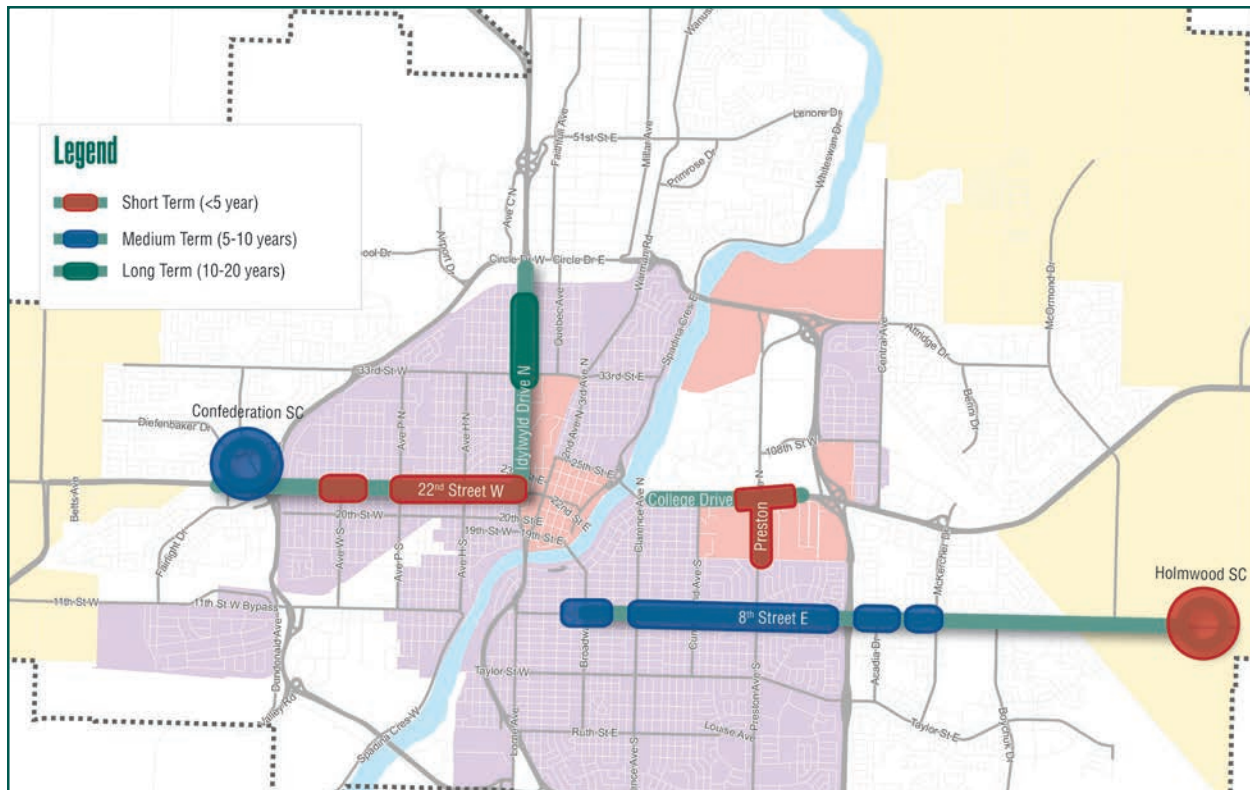 Legend
Short Term (<5 year)
Medium Term (5-10 years)
Long Term (10-20 years)
Lenore Dr
51st St E
Faithfull Ave
Millar Ave
Primrose Dr
Whiteswan Dr
Ave C N
Airport Dr
Circle Dr W
Circle Dr E
Warman Rd
Quebec Ave
Spadina Cres E
Central Ave
Attridge Dr
McOrmond Dr
Berini Dr
33rd St W
33rd St E
Idylwyld Drive N
2nd Ave N
3rd Ave N
Confederation SC
Diefenbaker Dr
Ave P N
Ave H N
108th St W
25th St E
22nd Street W
22nd St E
College Drive
Preston
Betts Ave
20th St W
20th St E
19th St W
19th St E
Clarence Ave N
Fairlight Dr
Ave W S
Ave P S
Ave H S
McKercher Dr
Holmwood SC
11th St W
11th St W Bypass
8th Street E
Dundonald Ave
Acadia Dr
Taylor St W
Preston Ave S
Taylor St E
Valley Rd
Spadina Cres W
Lorne Ave
Ruth St E
Louise Ave
Boychuk Dr